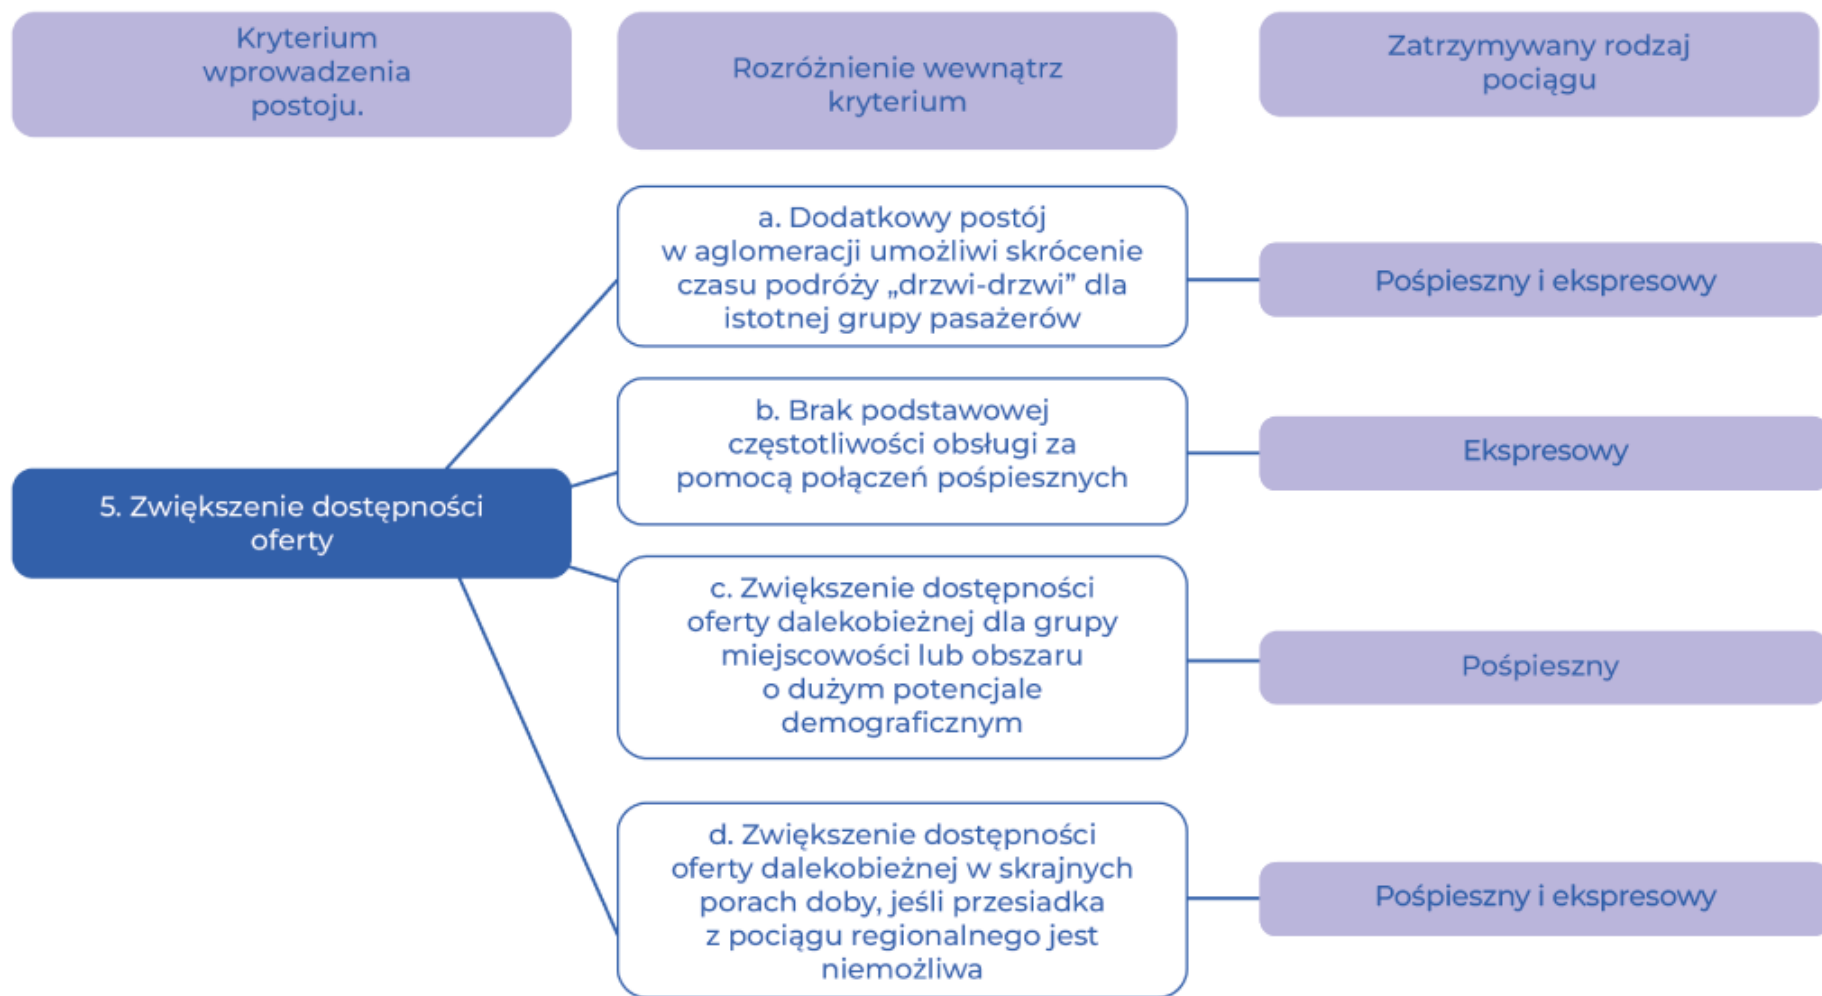 Kryterium
wprowadzenia
postoju.
Rozróżnienie wewnątrz
kryterium
Zatrzymywany rodzaj
pociągu
5. Zwiększenie dostępności
oferty
a. Dodatkowy postój
w aglomeracji umożliwi skrócenie
czasu podróży „drzwi-drzwi” dla
istotnej grupy pasażerów
Pośpieszny i ekspresowy
b. Brak podstawowej
częstotliwości obsługi za
pomocą połączeń pośpiesznych
Ekspresowy
c. Zwiększenie dostępności
oferty dalekobieżnej dla grupy
miejscowości lub obszaru
o dużym potencjale
demograficznym
Pośpieszny
d. Zwiększenie dostępności
oferty dalekobieżnej w skrajnych
porach doby, jeśli przesiadka
z pociągu regionalnego jest
niemożliwa
Pośpieszny i ekspresowy